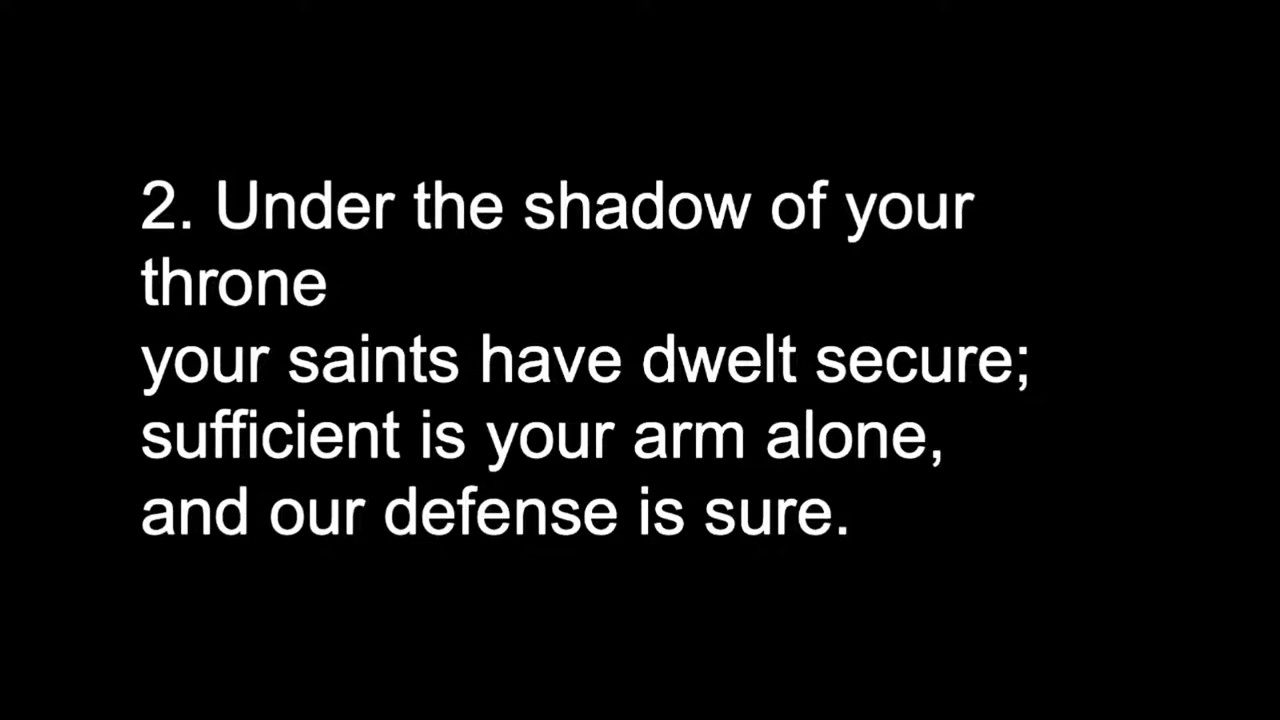 2. Under the shadow of your
throne
your saints have dwelt secure;
sufficient is your arm alone,
and our defense is sure.